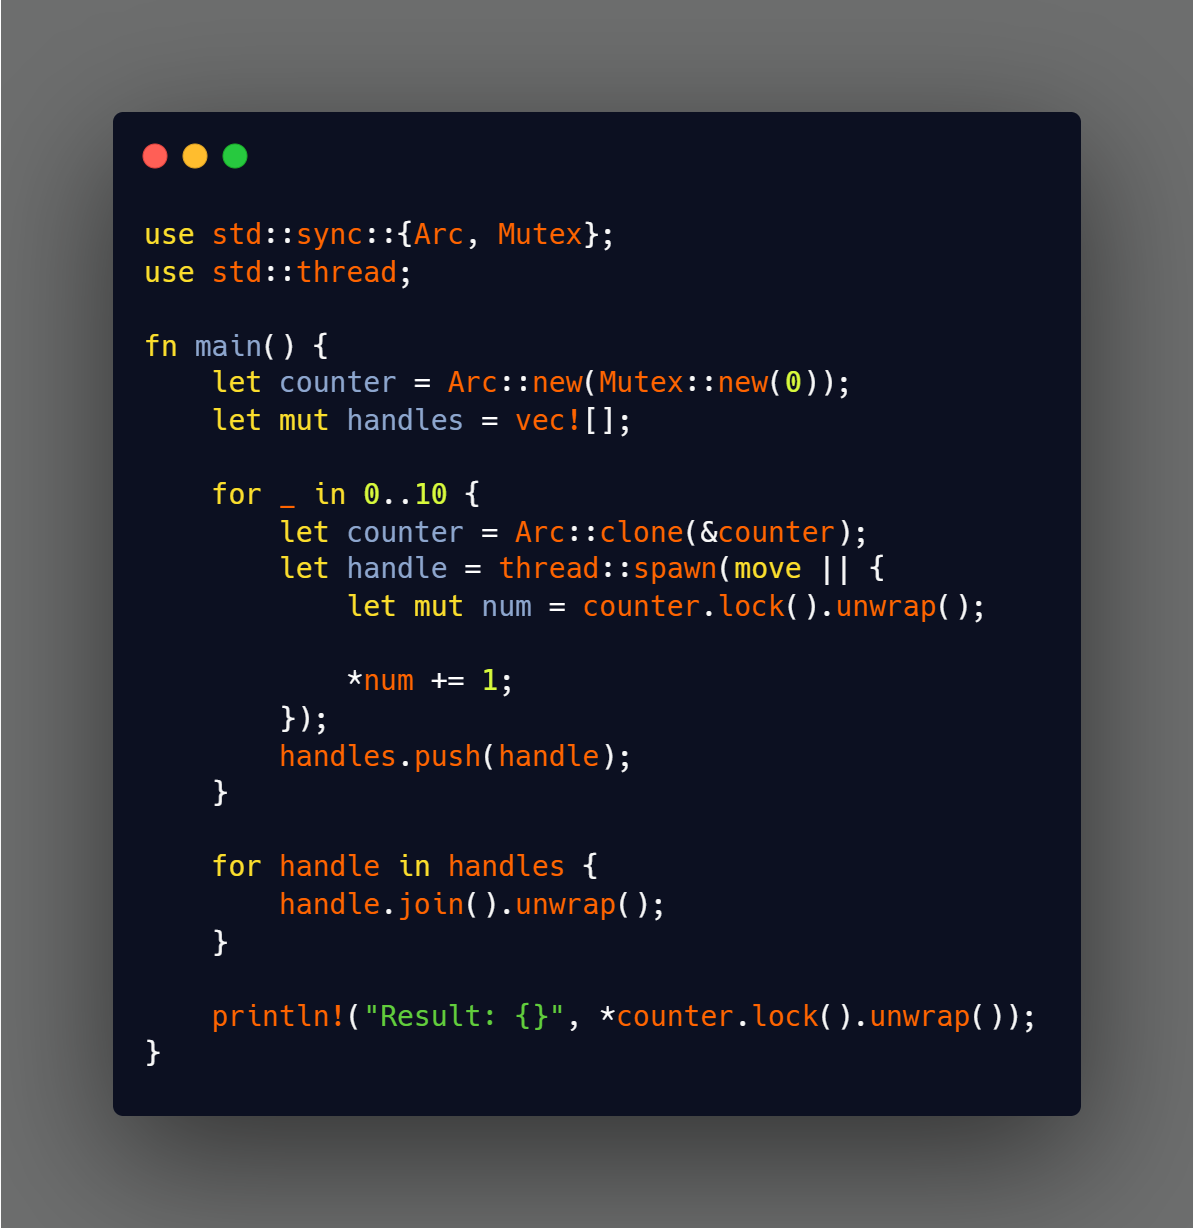 use std::sync::{Arc, Mutex};
use std::thread;

fn main() {
    let counter = Arc::new(Mutex::new(0));
    let mut handles = vec![];

    for _ in 0..10 {
        let counter = Arc::clone(&counter);
        let handle = thread::spawn(move || {
            let mut num = counter.lock().unwrap();

            *num += 1;
        });
        handles.push(handle);
    }

    for handle in handles {
        handle.join().unwrap();
    }

    println!("Result: {}", *counter.lock().unwrap());
}